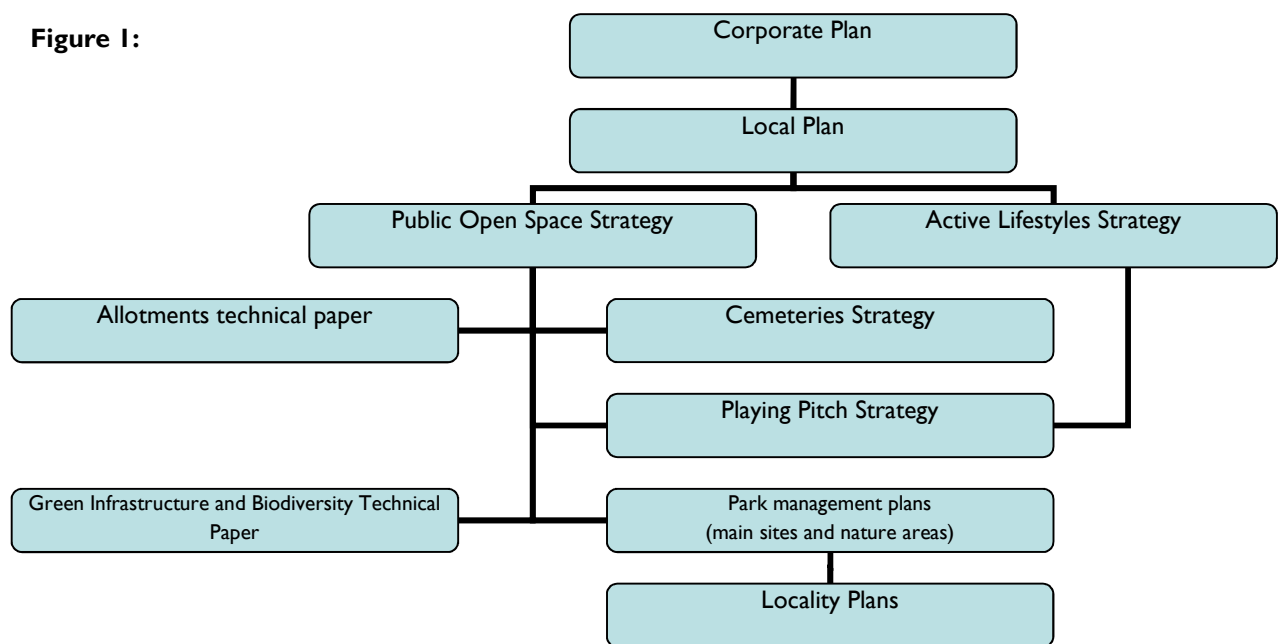 Figure 1:
Corporate Plan
Local Plan
Public Open Space Strategy
Active Lifestyles Strategy
Allotments technical paper
Cemeteries Strategy
Playing Pitch Strategy
Green Infrastructure and Biodiversity Technical
Paper
Park management plans
(main sites and nature areas)
Locality Plans